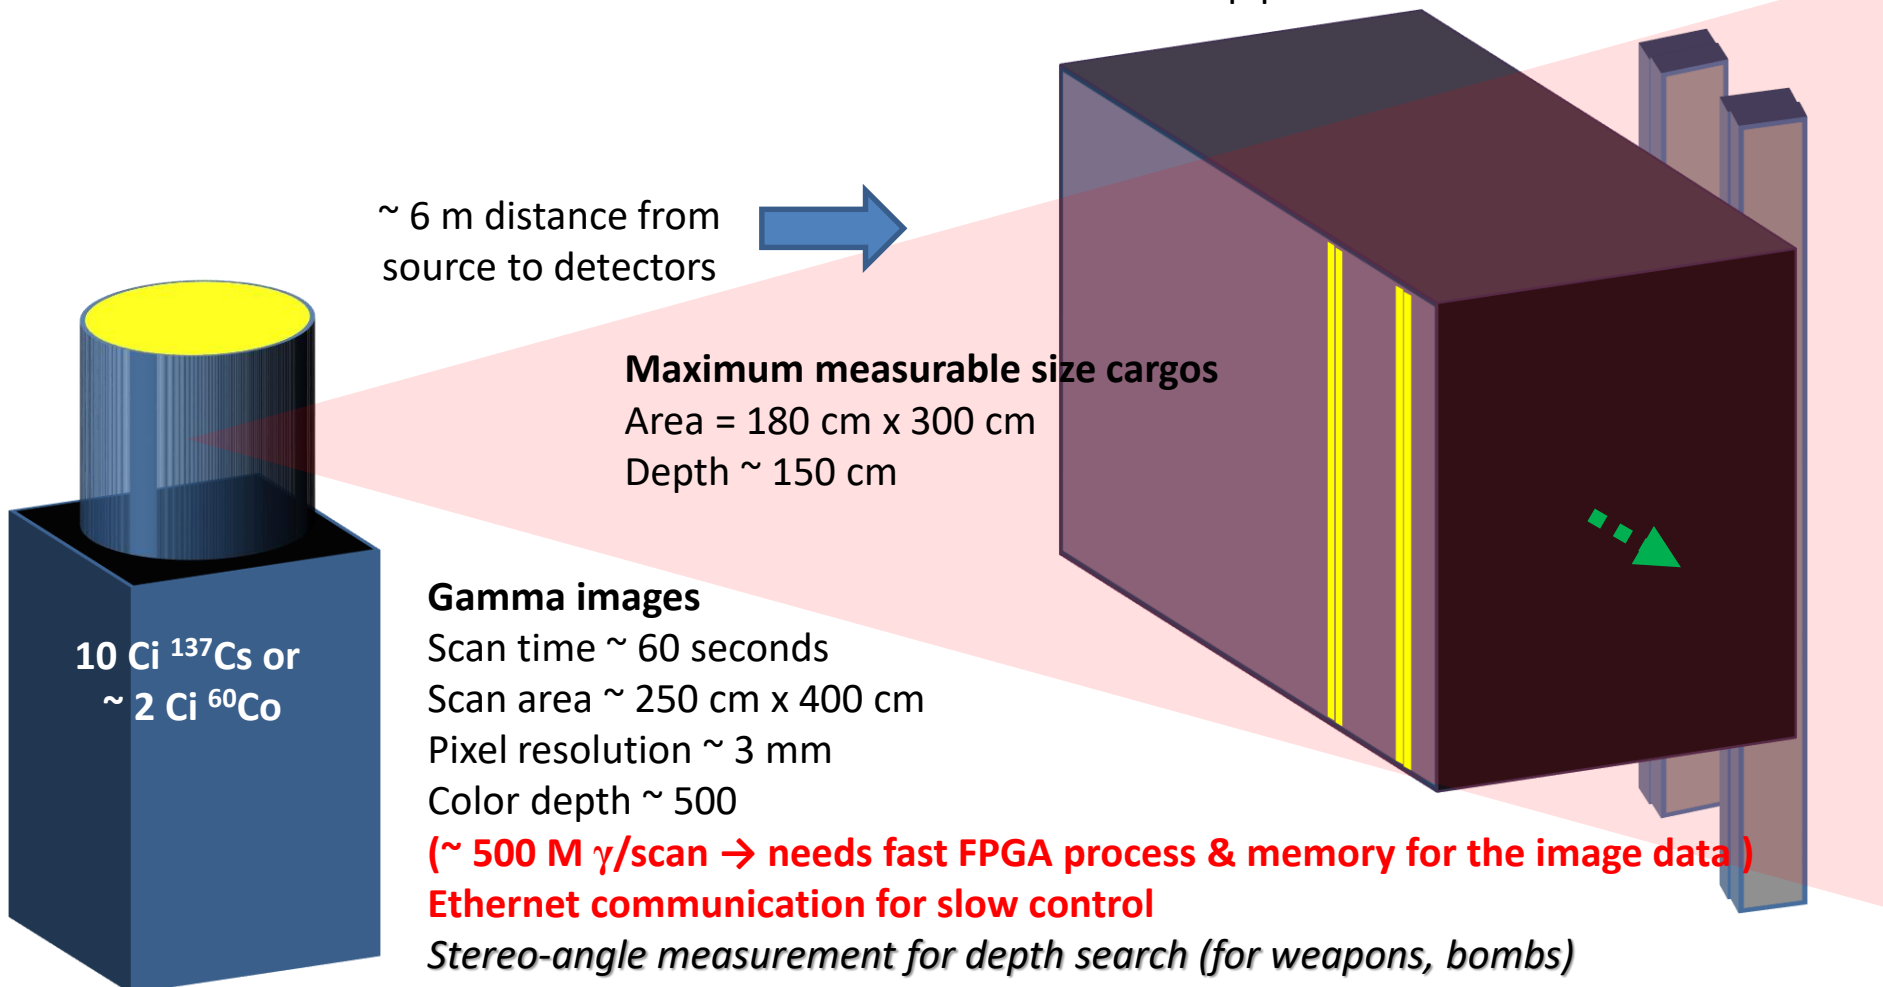 ~ 6 m distance from
source to detectors
Maximum measurable size cargos
Area = 180 cm x 300 cm
Depth ~ 150 cm
10 Ci ¹³⁷Cs or
~ 2 Ci ⁶⁰Co
Gamma images
Scan time ~ 60 seconds
Scan area ~ 250 cm x 400 cm
Pixel resolution ~ 3 mm
Color depth ~ 500
(~ 500 M γ/scan → needs fast FPGA process & memory for the image data )
Ethernet communication for slow control
Stereo-angle measurement for depth search (for weapons, bombs)